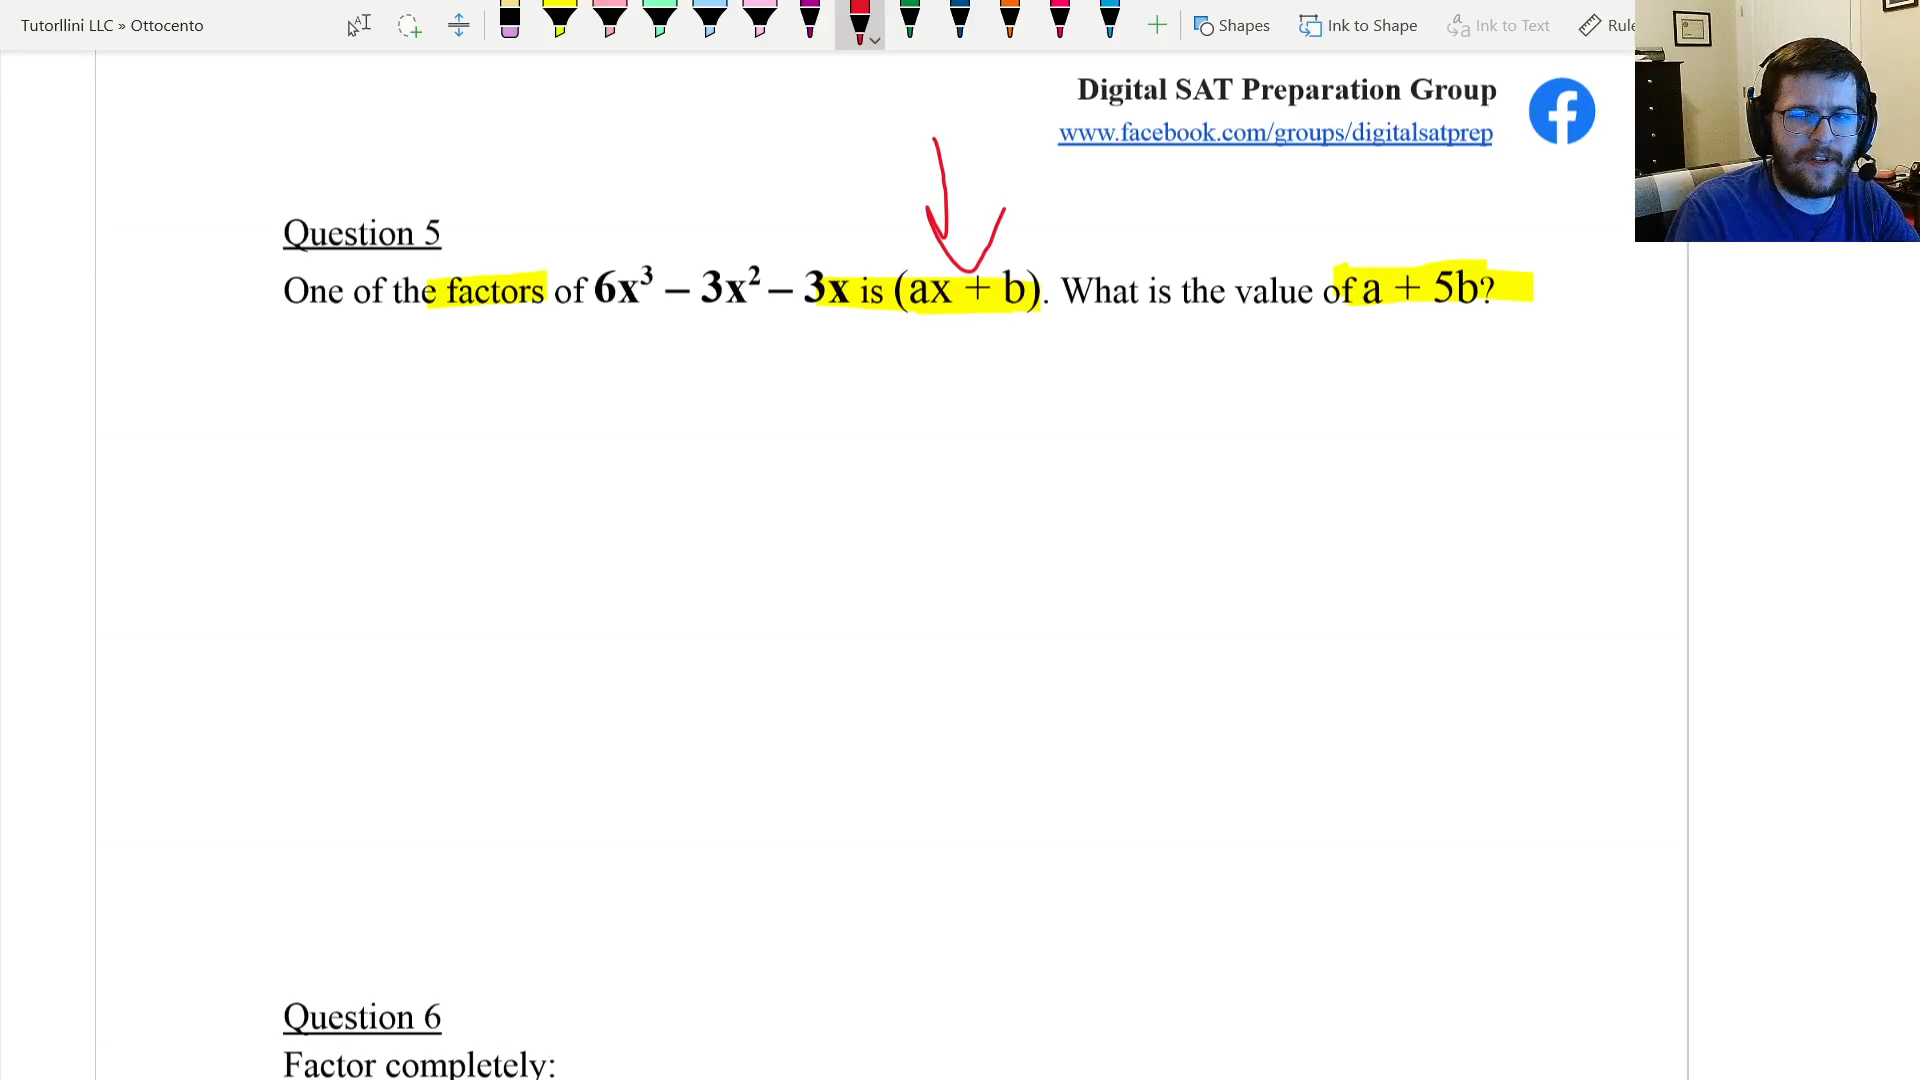 Tutorllini LLC » Ottocento
Shapes
Ink to Shape
Ink to Text
Rule
Digital SAT Preparation Group
www.facebook.com/groups/digitalsatprep
Question 5
One of the factors of 6x³ – 3x² – 3x is (ax + b). What is the value of a + 5b?
Question 6
Factor completely: